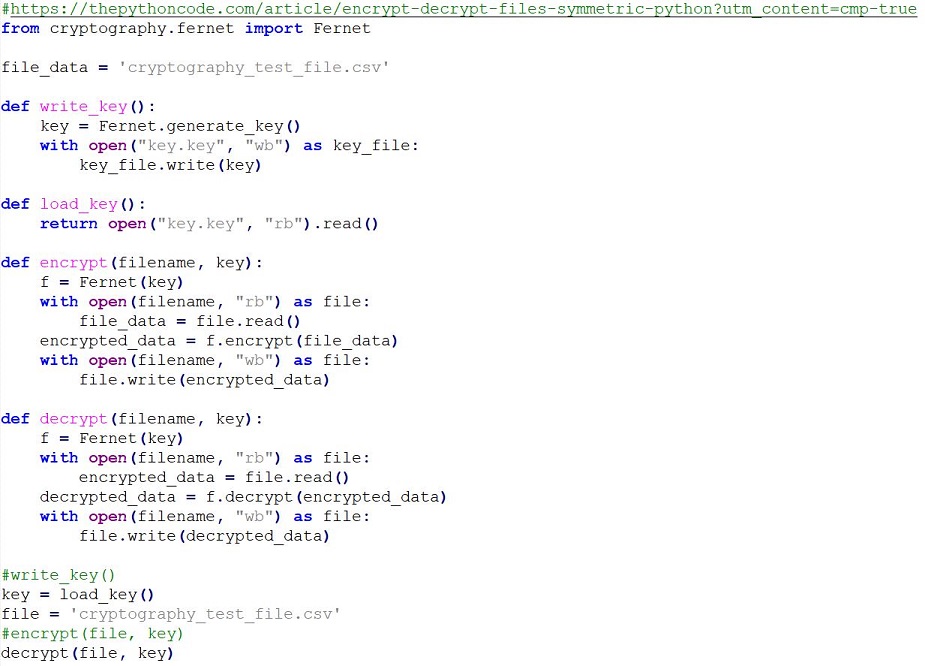 #https://thepythoncode.com/article/encrypt-decrypt-files-symmetric-python?utm_content=cmp-true
from cryptography.fernet import Fernet

file_data = 'cryptography_test_file.csv'

def write_key():
    key = Fernet.generate_key()
    with open("key.key", "wb") as key_file:
        key_file.write(key)

def load_key():
    return open("key.key", "rb").read()

def encrypt(filename, key):
    f = Fernet(key)
    with open(filename, "rb") as file:
        file_data = file.read()
    encrypted_data = f.encrypt(file_data)
    with open(filename, "wb") as file:
        file.write(encrypted_data)

def decrypt(filename, key):
    f = Fernet(key)
    with open(filename, "rb") as file:
        encrypted_data = file.read()
    decrypted_data = f.decrypt(encrypted_data)
    with open(filename, "wb") as file:
        file.write(decrypted_data)

#write_key()
key = load_key()
file = 'cryptography_test_file.csv'
#encrypt(file, key)
decrypt(file, key)